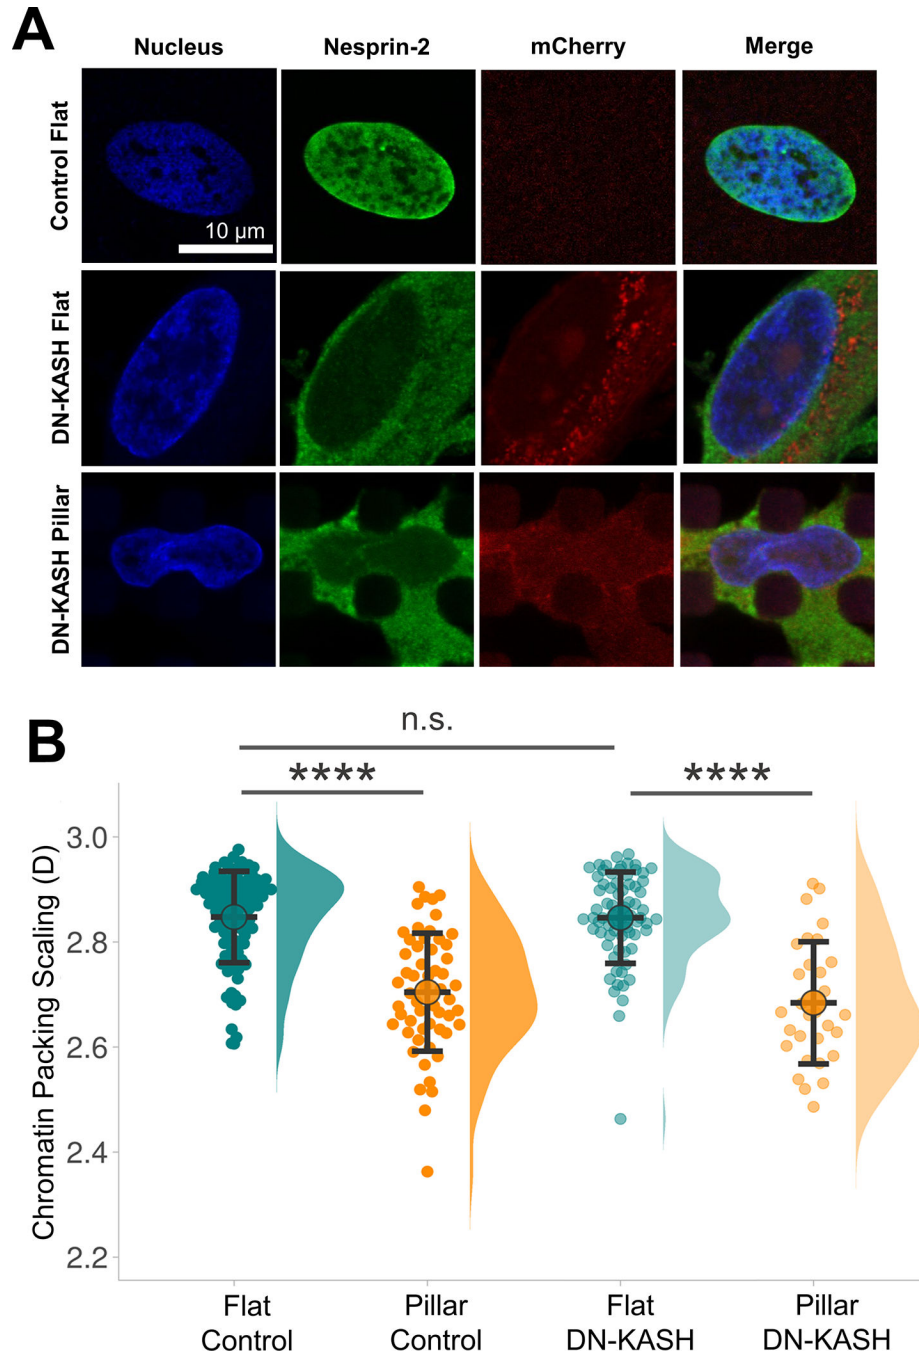 A
Nucleus
Nesprin-2
mCherry
Merge
Control Flat
10 µm
DN-KASH Flat
DN-KASH Pillar
B
n.s.
****
****
Chromatin Packing Scaling (D)
3.0
2.8
2.6
2.4
2.2
Flat
Control
Pillar
Control
Flat
DN-KASH
Pillar
DN-KASH